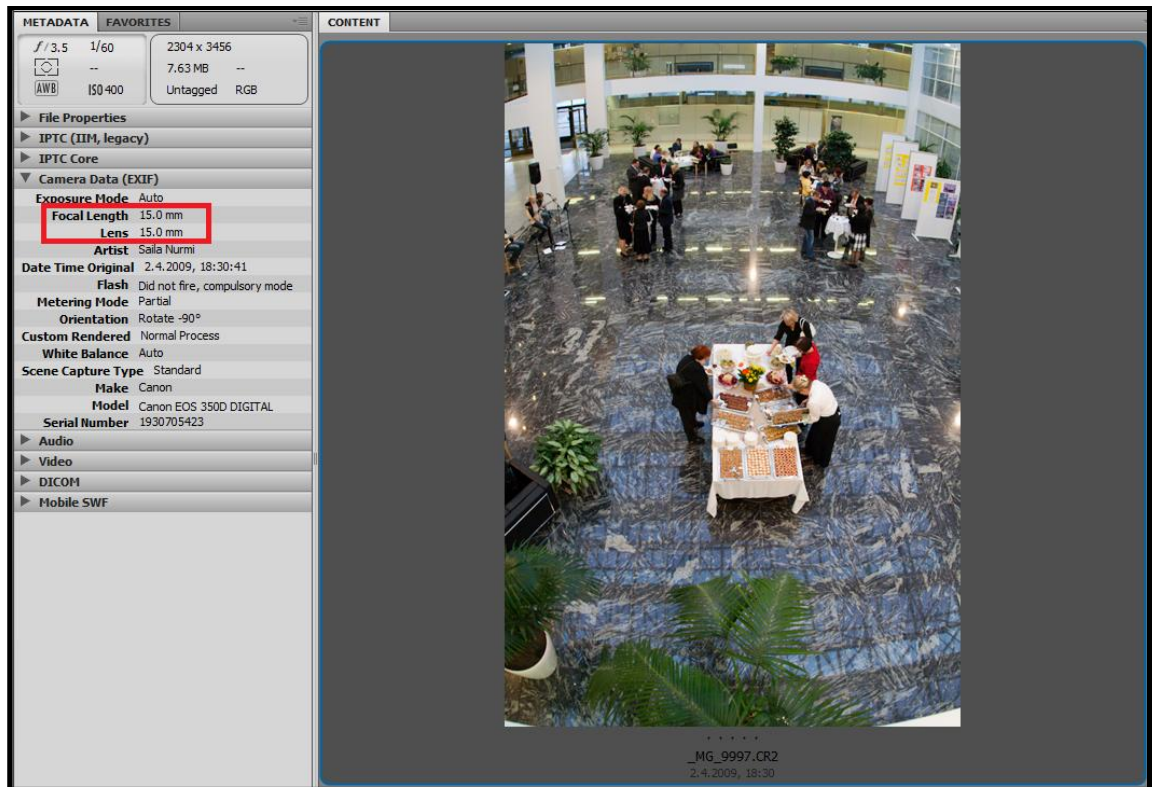 METADATA FAVORITES
f/3.5 1/60
--
AWB ISO 400
2304 x 3456
7.63 MB --
Untagged RGB
File Properties
IPTC (IIM, legacy)
IPTC Core
Camera Data (EXIF)
Exposure Mode Auto
Focal Length 15.0 mm
Lens 15.0 mm
Artist Saila Nurmi
Date Time Original 2.4.2009, 18:30:41
Flash Did not fire, compulsory mode
Metering Mode Partial
Orientation Rotate -90°
Custom Rendered Normal Process
White Balance Auto
Scene Capture Type Standard
Make Canon
Model Canon EOS 350D DIGITAL
Serial Number 1930705423
Audio
Video
DICOM
Mobile SWF
CONTENT
_MG_9997.CR2
2.4.2009, 18:30